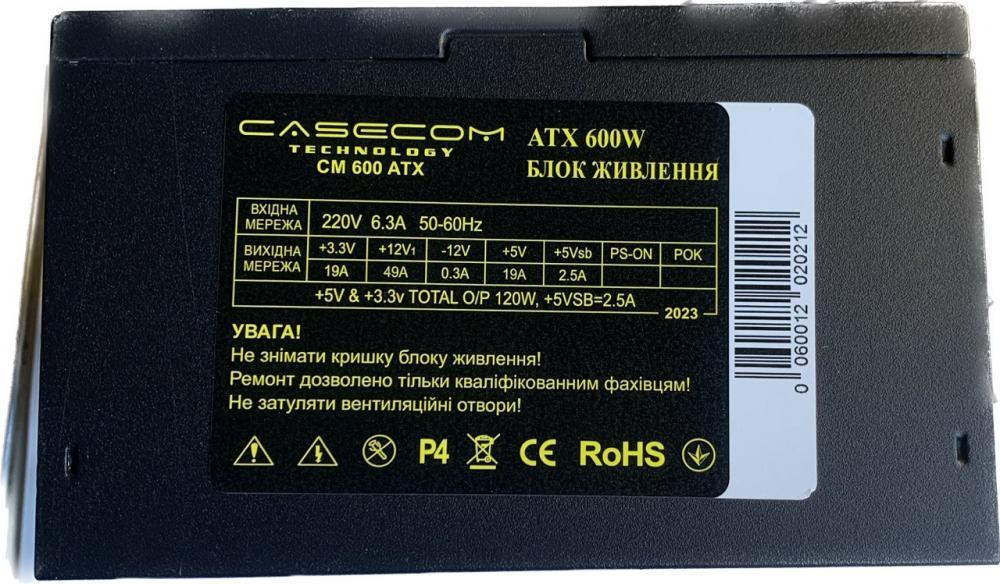 CASECOM
TECHNOLOGY
CM 600 ATX
ATX 600W
БЛОК ЖИВЛЕННЯ
ВХІДНА МЕРЕЖА 220V 6.3A 50-60Hz
ВИХІДНА МЕРЕЖА +3.3V +12V1 -12V +5V +5Vsb PS-ON POK
19A 49A 0.3A 19A 2.5A
+5V & +3.3v TOTAL O/P 120W, +5VSB=2.5A
2023
УВАГА!
Не знімати кришку блоку живлення!
Ремонт дозволено тільки кваліфікованним фахівцям!
Не затуляти вентиляційні отвори!
P4 CE RoHS
0 060012 020212